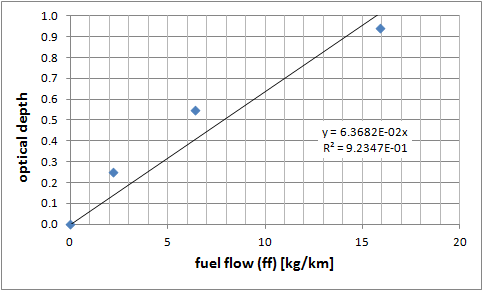 1.0
0.9
0.8
0.7
0.6
0.5
0.4
0.3
0.2
0.1
0.0
optical depth
y = 6.3682E-02x
R² = 9.2347E-01
0 5 10 15 20
fuel flow (ff) [kg/km]